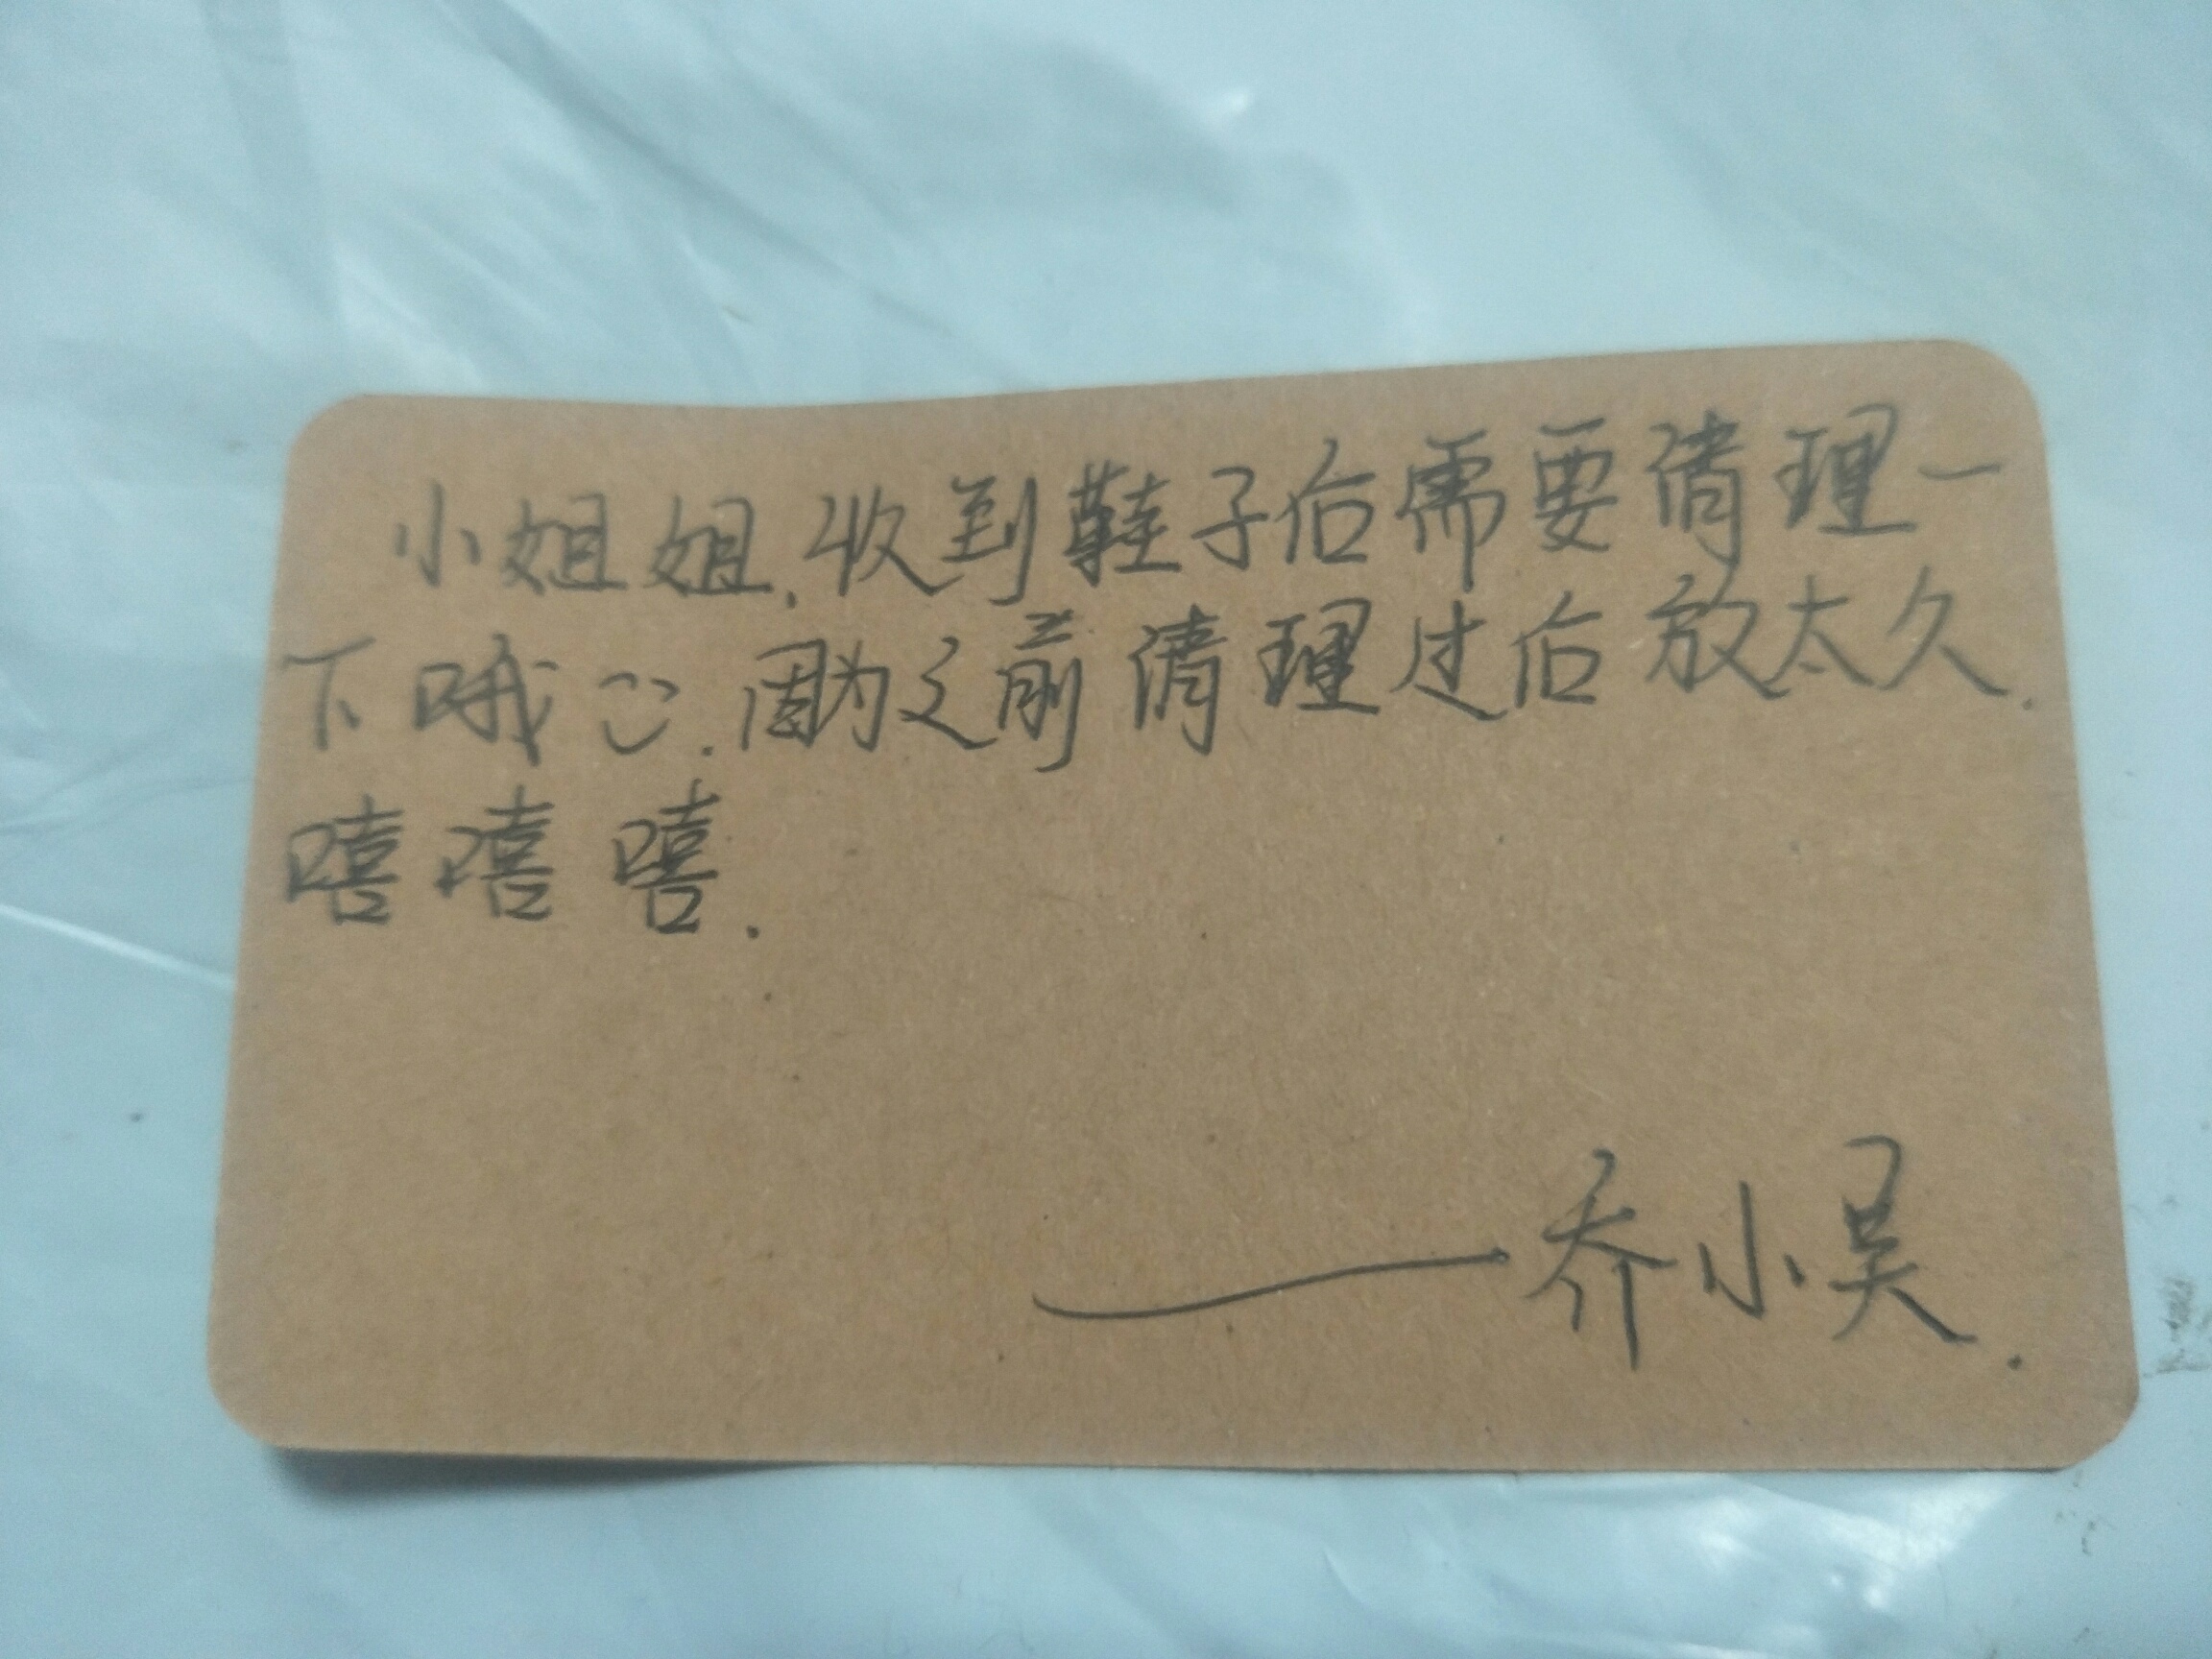 小姐姐,收到鞋子后需要清理一
下哦.因为之前清理过后放太久.
嘻嘻嘻.
——乔小吴.